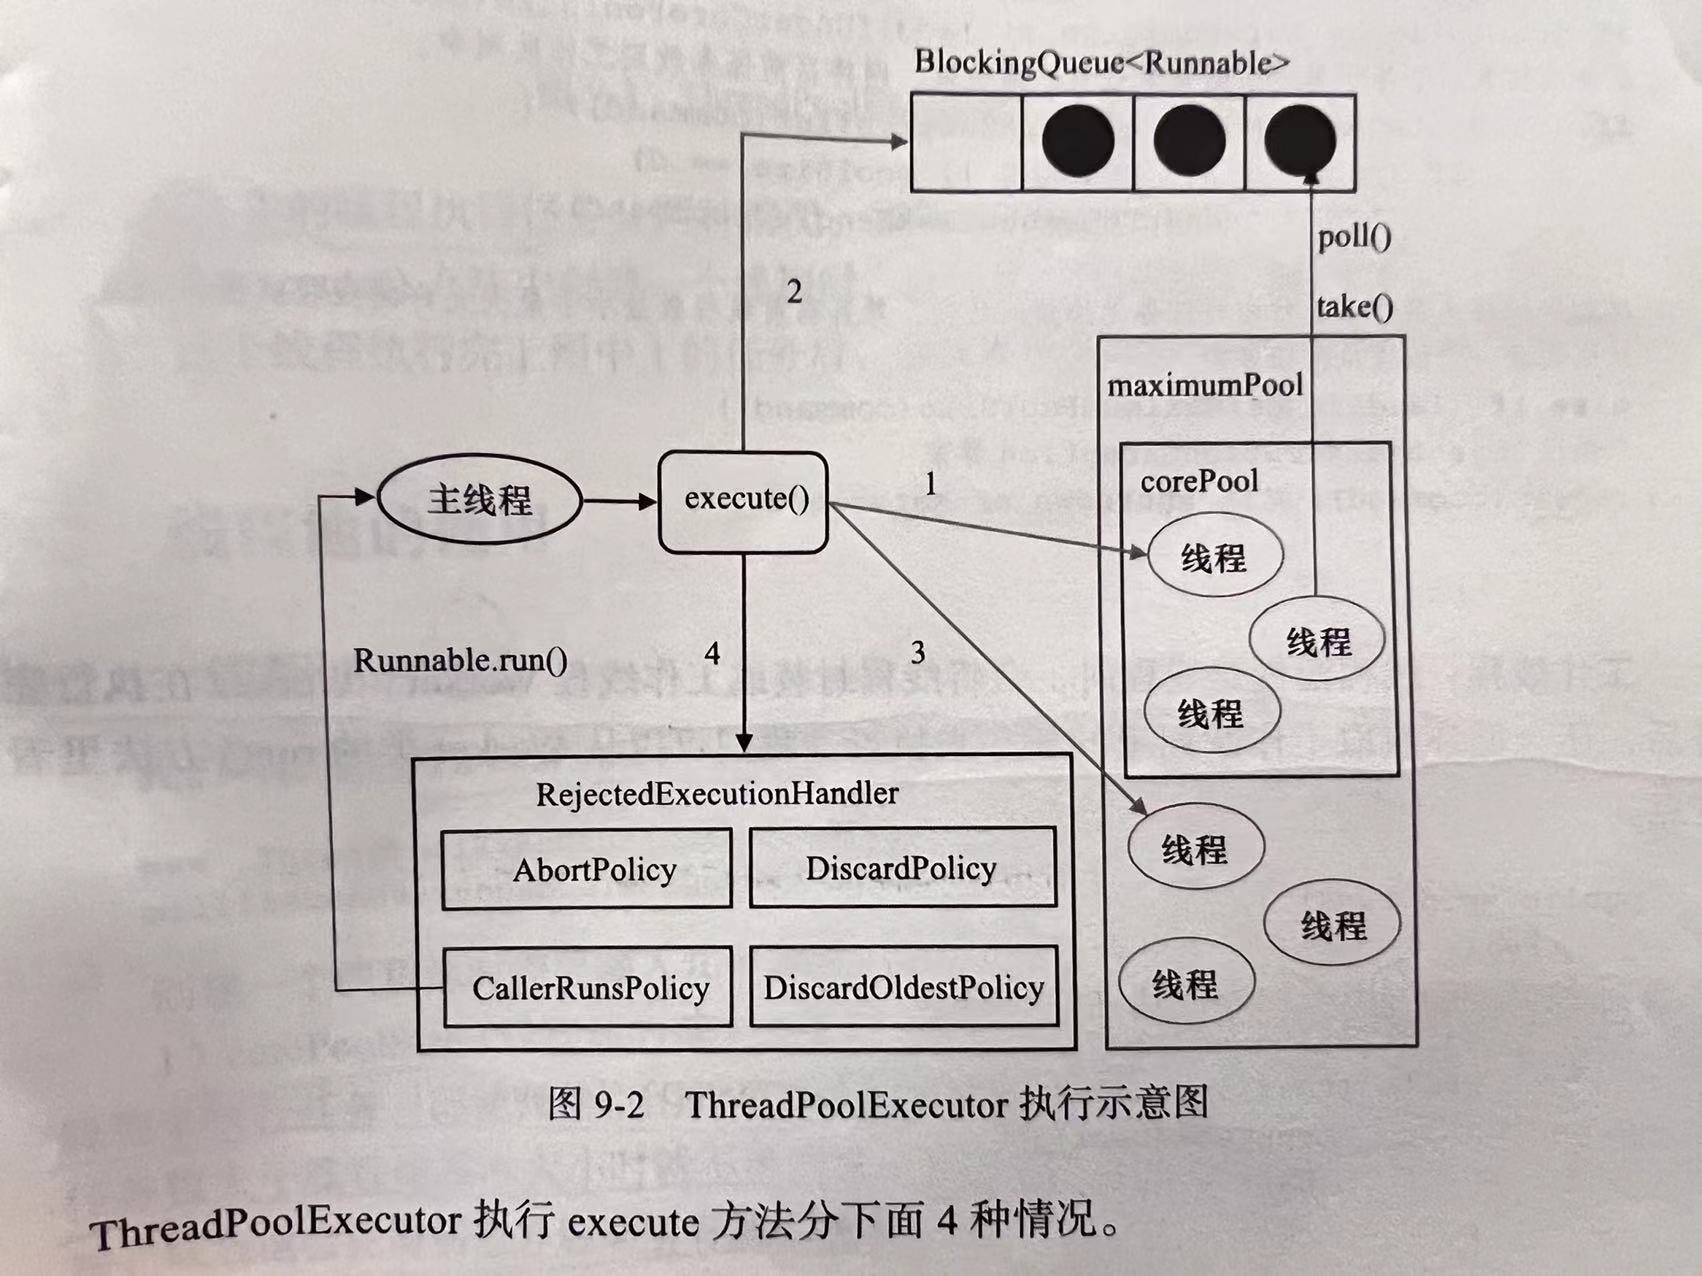 BlockingQueue<Runnable>
poll()
2
take()
maximumPool
corePool
1
主线程
execute()
线程
线程
Runnable.run()
4
3
线程
RejectedExecutionHandler
线程
AbortPolicy
DiscardPolicy
线程
CallerRunsPolicy
DiscardOldestPolicy
线程
图 9-2 ThreadPoolExecutor 执行示意图
ThreadPoolExecutor 执行 execute 方法分下面 4 种情况。